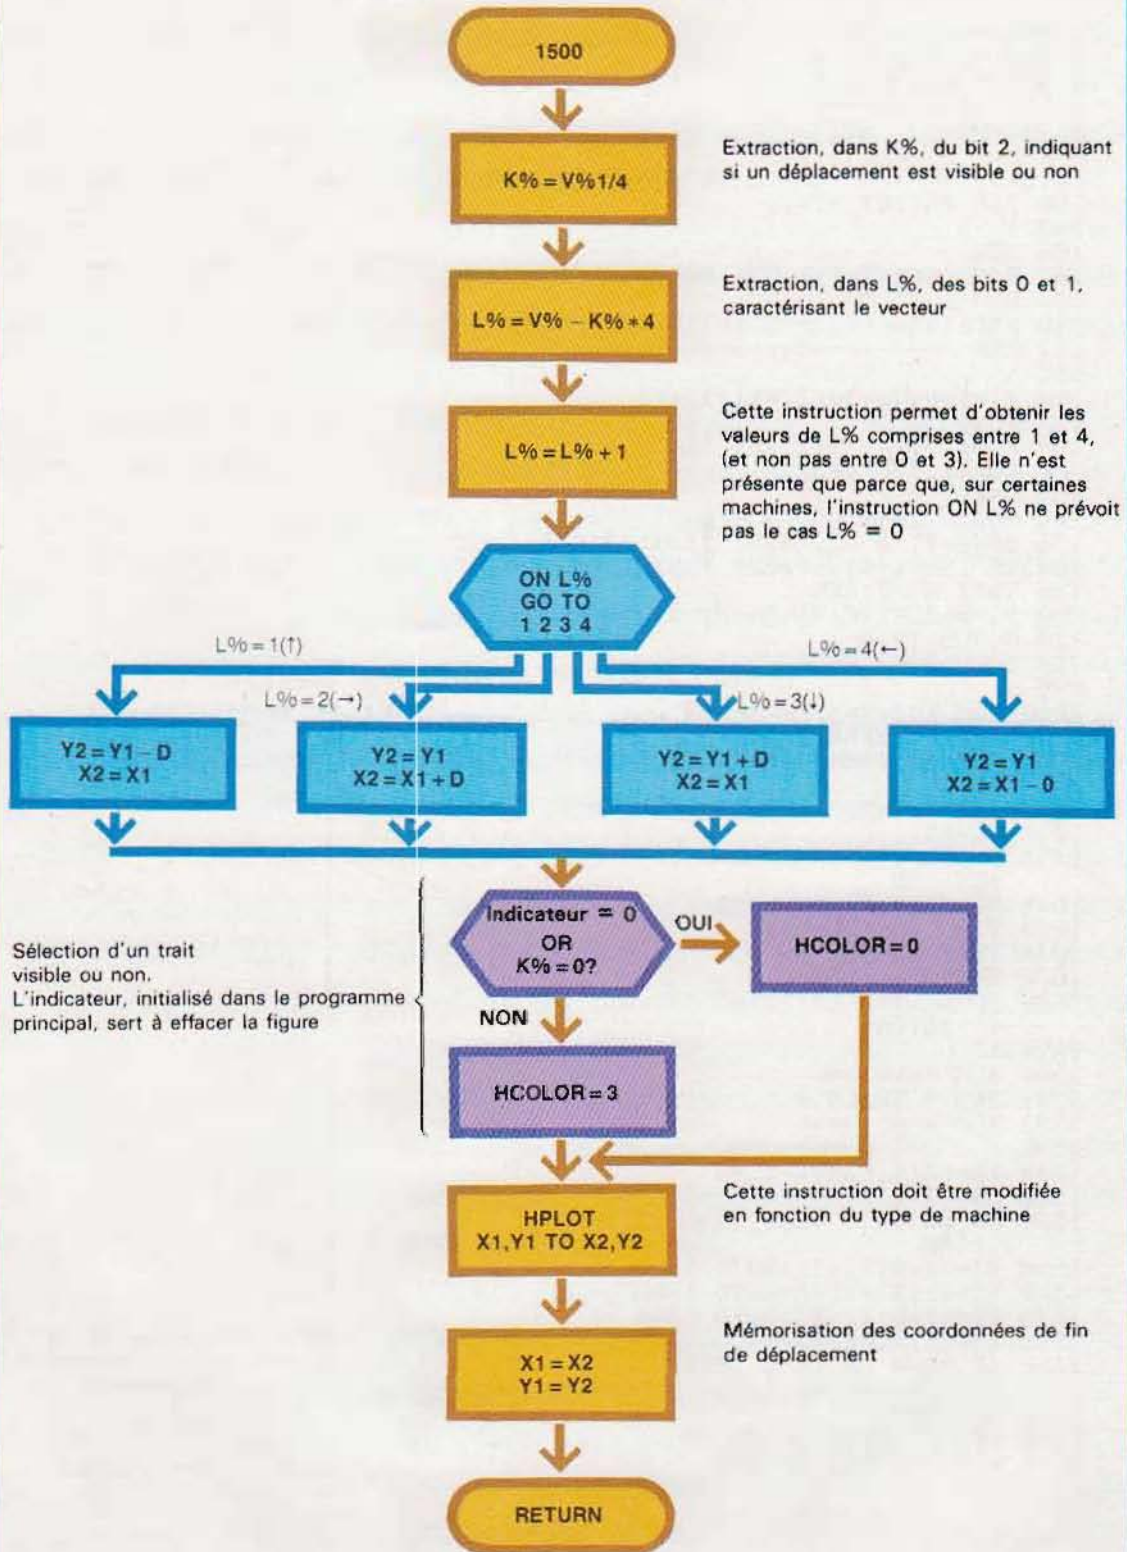 1500
K% = V%1/4
Extraction, dans K%, du bit 2, indiquant
si un déplacement est visible ou non
L% = V% - K% * 4
Extraction, dans L%, des bits 0 et 1,
caractérisant le vecteur
L% = L% + 1
Cette instruction permet d'obtenir les
valeurs de L% comprises entre 1 et 4,
(et non pas entre 0 et 3). Elle n'est
présente que parce que, sur certaines
machines, l'instruction ON L% ne prévoit
pas le cas L% = 0
ON L%
GO TO
1 2 3 4
L% = 1(↑)
L% = 2(→)
L% = 3(↓)
L% = 4(←)
Y2 = Y1 - D
X2 = X1
Y2 = Y1
X2 = X1 + D
Y2 = Y1 + D
X2 = X1
Y2 = Y1
X2 = X1 - 0
Sélection d'un trait
visible ou non.
L'indicateur, initialisé dans le programme
principal, sert à effacer la figure
Indicateur = 0
OR
K% = 0?
OUI
HCOLOR = 0
NON
HCOLOR = 3
HPLOT
X1,Y1 TO X2,Y2
Cette instruction doit être modifiée
en fonction du type de machine
X1 = X2
Y1 = Y2
Mémorisation des coordonnées de fin
de déplacement
RETURN